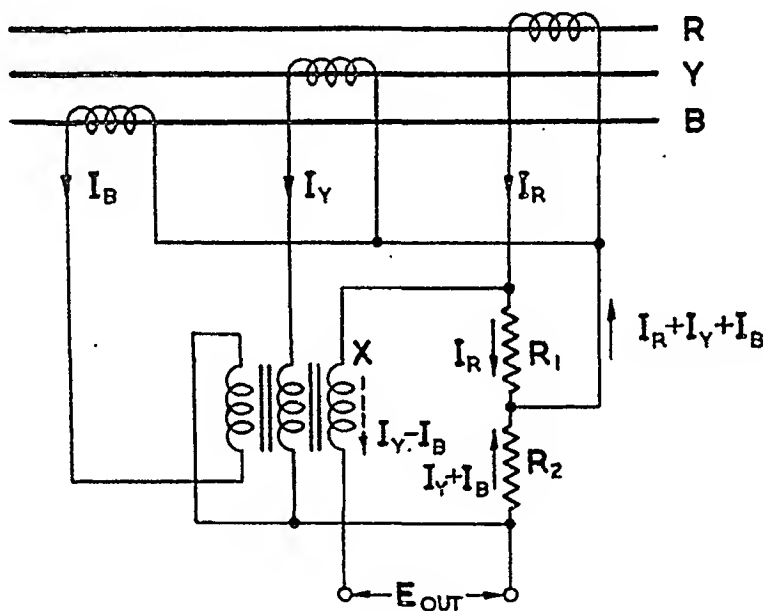 R
Y
B
I_B
I_Y
I_R
I_R+I_Y+I_B
X
I_R
R_1
I_Y-I_B
I_Y+I_B
R_2
E_OUT